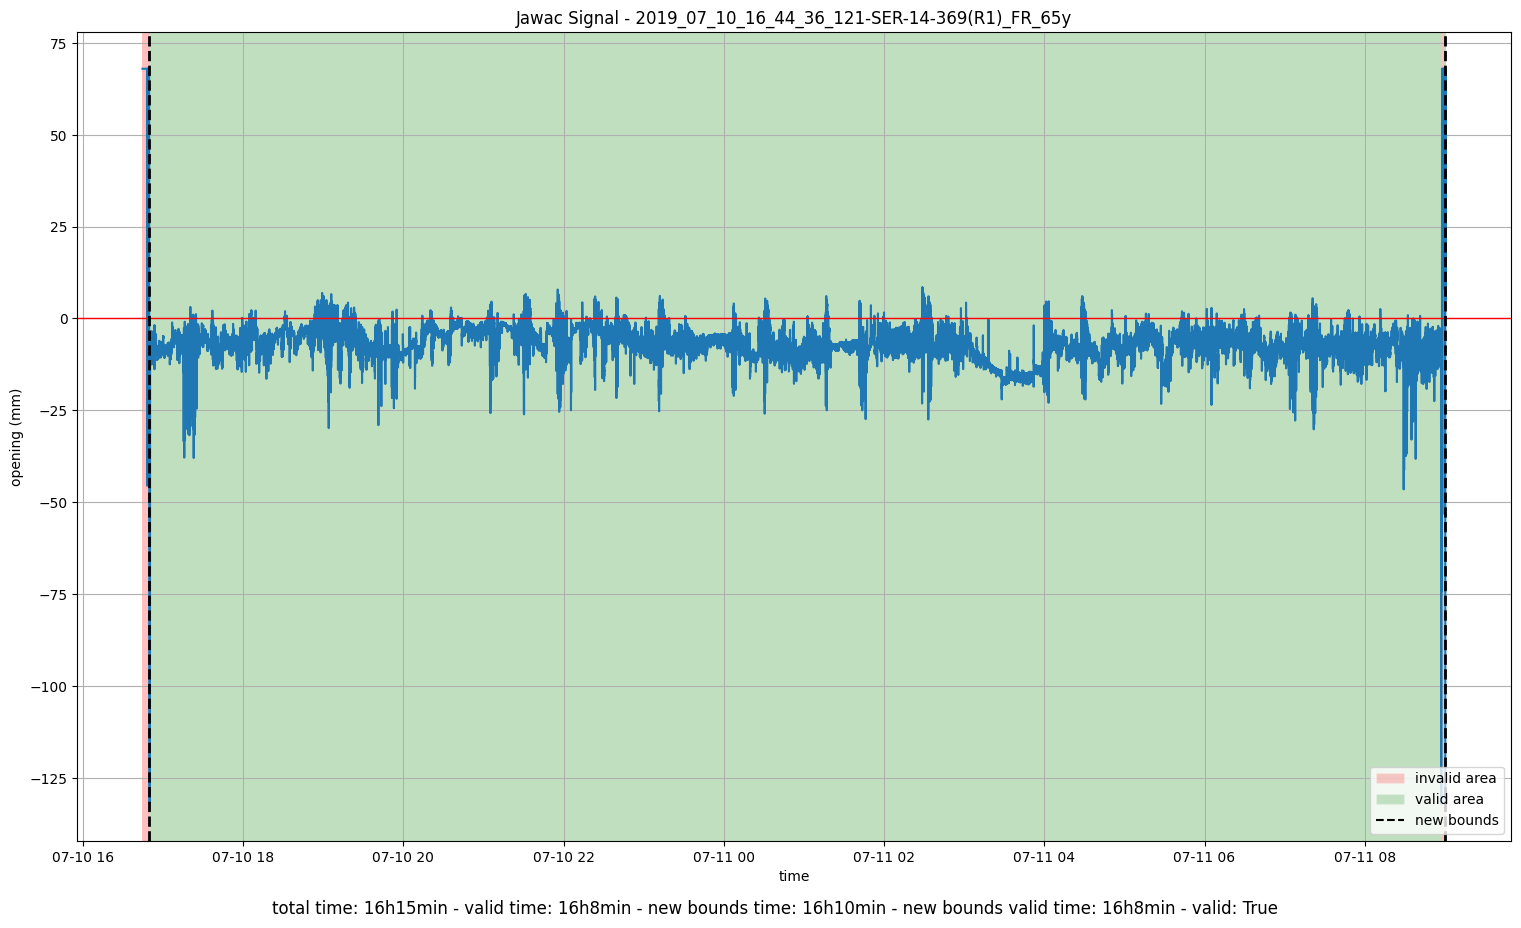 Jawac Signal - 2019_07_10_16_44_36_121-SER-14-369(R1)_FR_65y
75
50
25
0
−25
−50
−75
−100
−125
opening (mm)
invalid area
valid area
new bounds
07-10 16
07-10 18
07-10 20
07-10 22
07-11 00
07-11 02
07-11 04
07-11 06
07-11 08
time
total time: 16h15min - valid time: 16h8min - new bounds time: 16h10min - new bounds valid time: 16h8min - valid: True